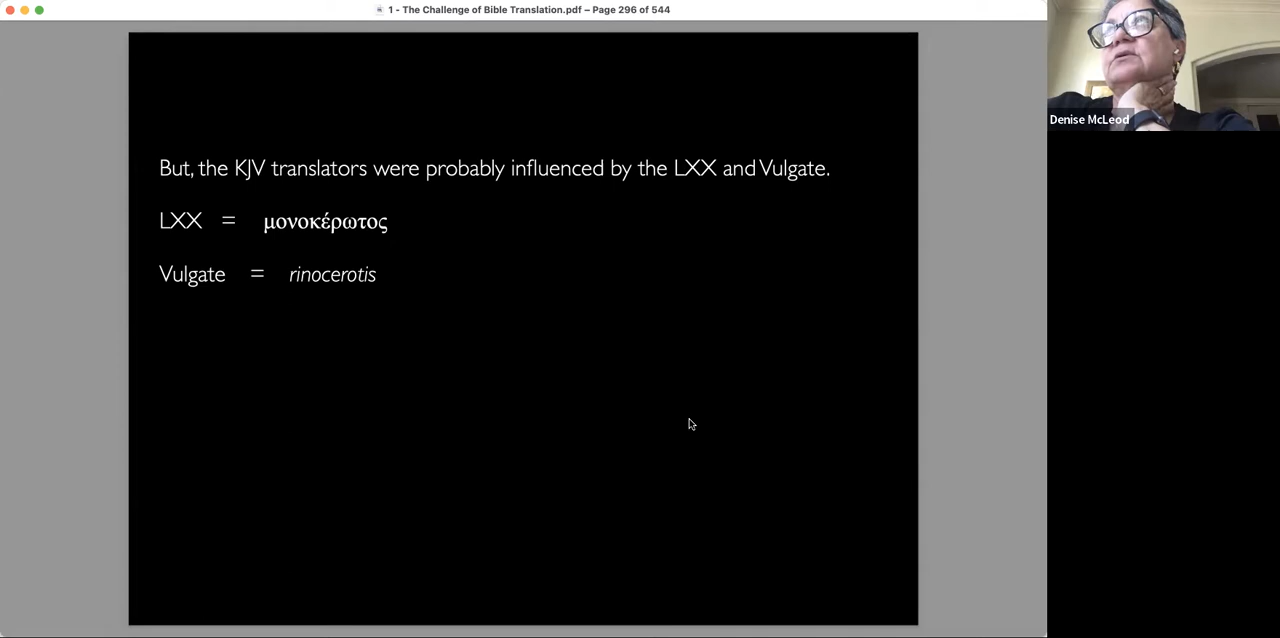 1 - The Challenge of Bible Translation.pdf – Page 296 of 544
Denise McLeod
But, the KJV translators were probably influenced by the LXX and Vulgate.
LXX = μονοκέρωτος
Vulgate = rinocerotis